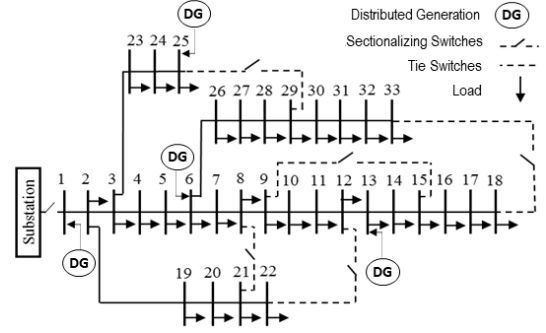 DG
Distributed Generation DG
Sectionalizing Switches
Tie Switches
Load
23 24 25
26 27 28 29 30 31 32 33
DG
Substation
1 2 3 4 5 6 7 8 9 10 11 12 13 14 15 16 17 18
DG
DG
19 20 21 22